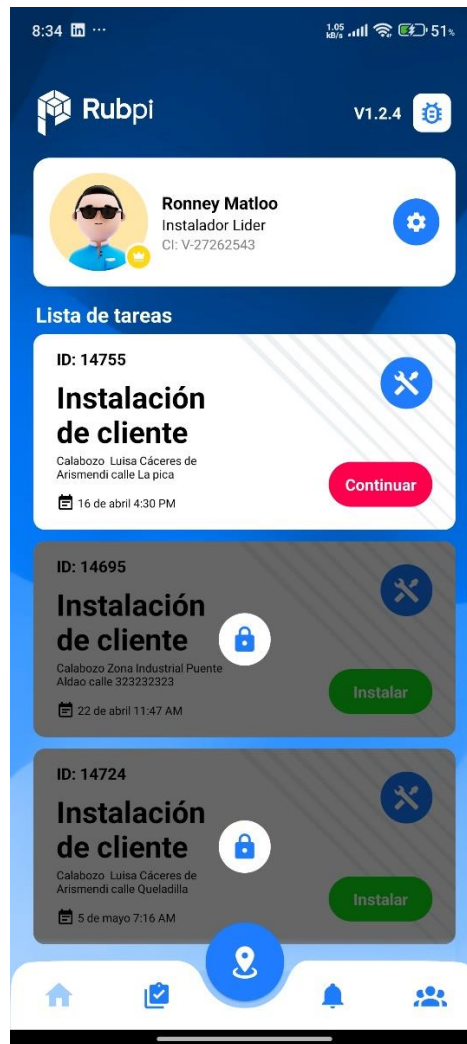 8:34 in ...
1.05 kB/s 51%
Rubpi
V1.2.4
Ronney Matloo
Instalador Lider
CI: V-27262543
Lista de tareas
ID: 14755
Instalación
de cliente
Calabozo Luisa Cáceres de
Arismendi calle La pica
16 de abril 4:30 PM
Continuar
ID: 14695
Instalación
de cliente
Calabozo Zona Industrial Puente
Aldao calle 323232323
22 de abril 11:47 AM
Instalar
ID: 14724
Instalación
de cliente
Calabozo Luisa Cáceres de
Arismendi calle Queladilla
5 de mayo 7:16 AM
Instalar